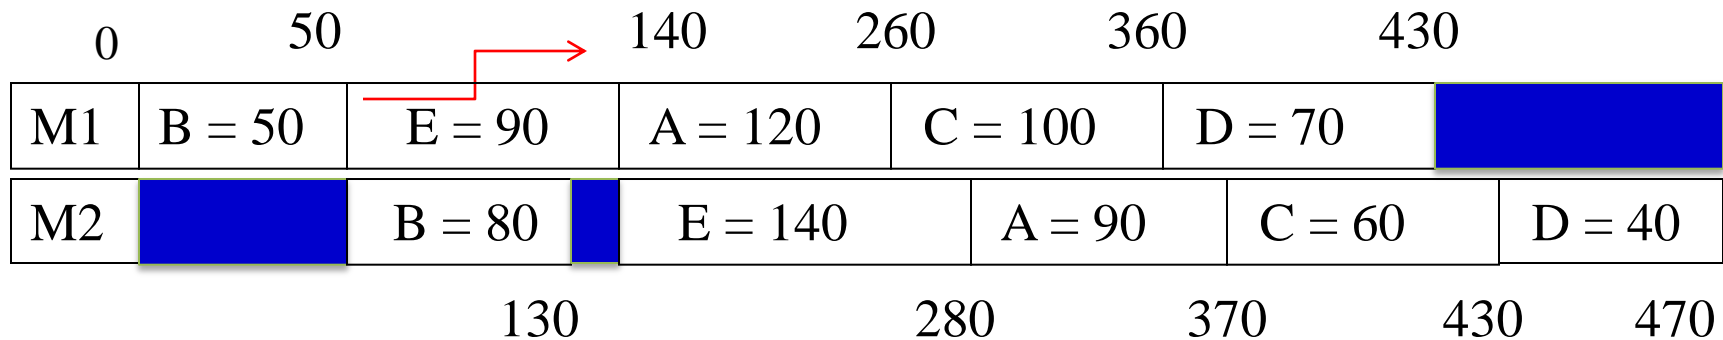 0 50 140 260 360 430
M1 B = 50 E = 90 A = 120 C = 100 D = 70
M2 B = 80 E = 140 A = 90 C = 60 D = 40
130 280 370 430 470